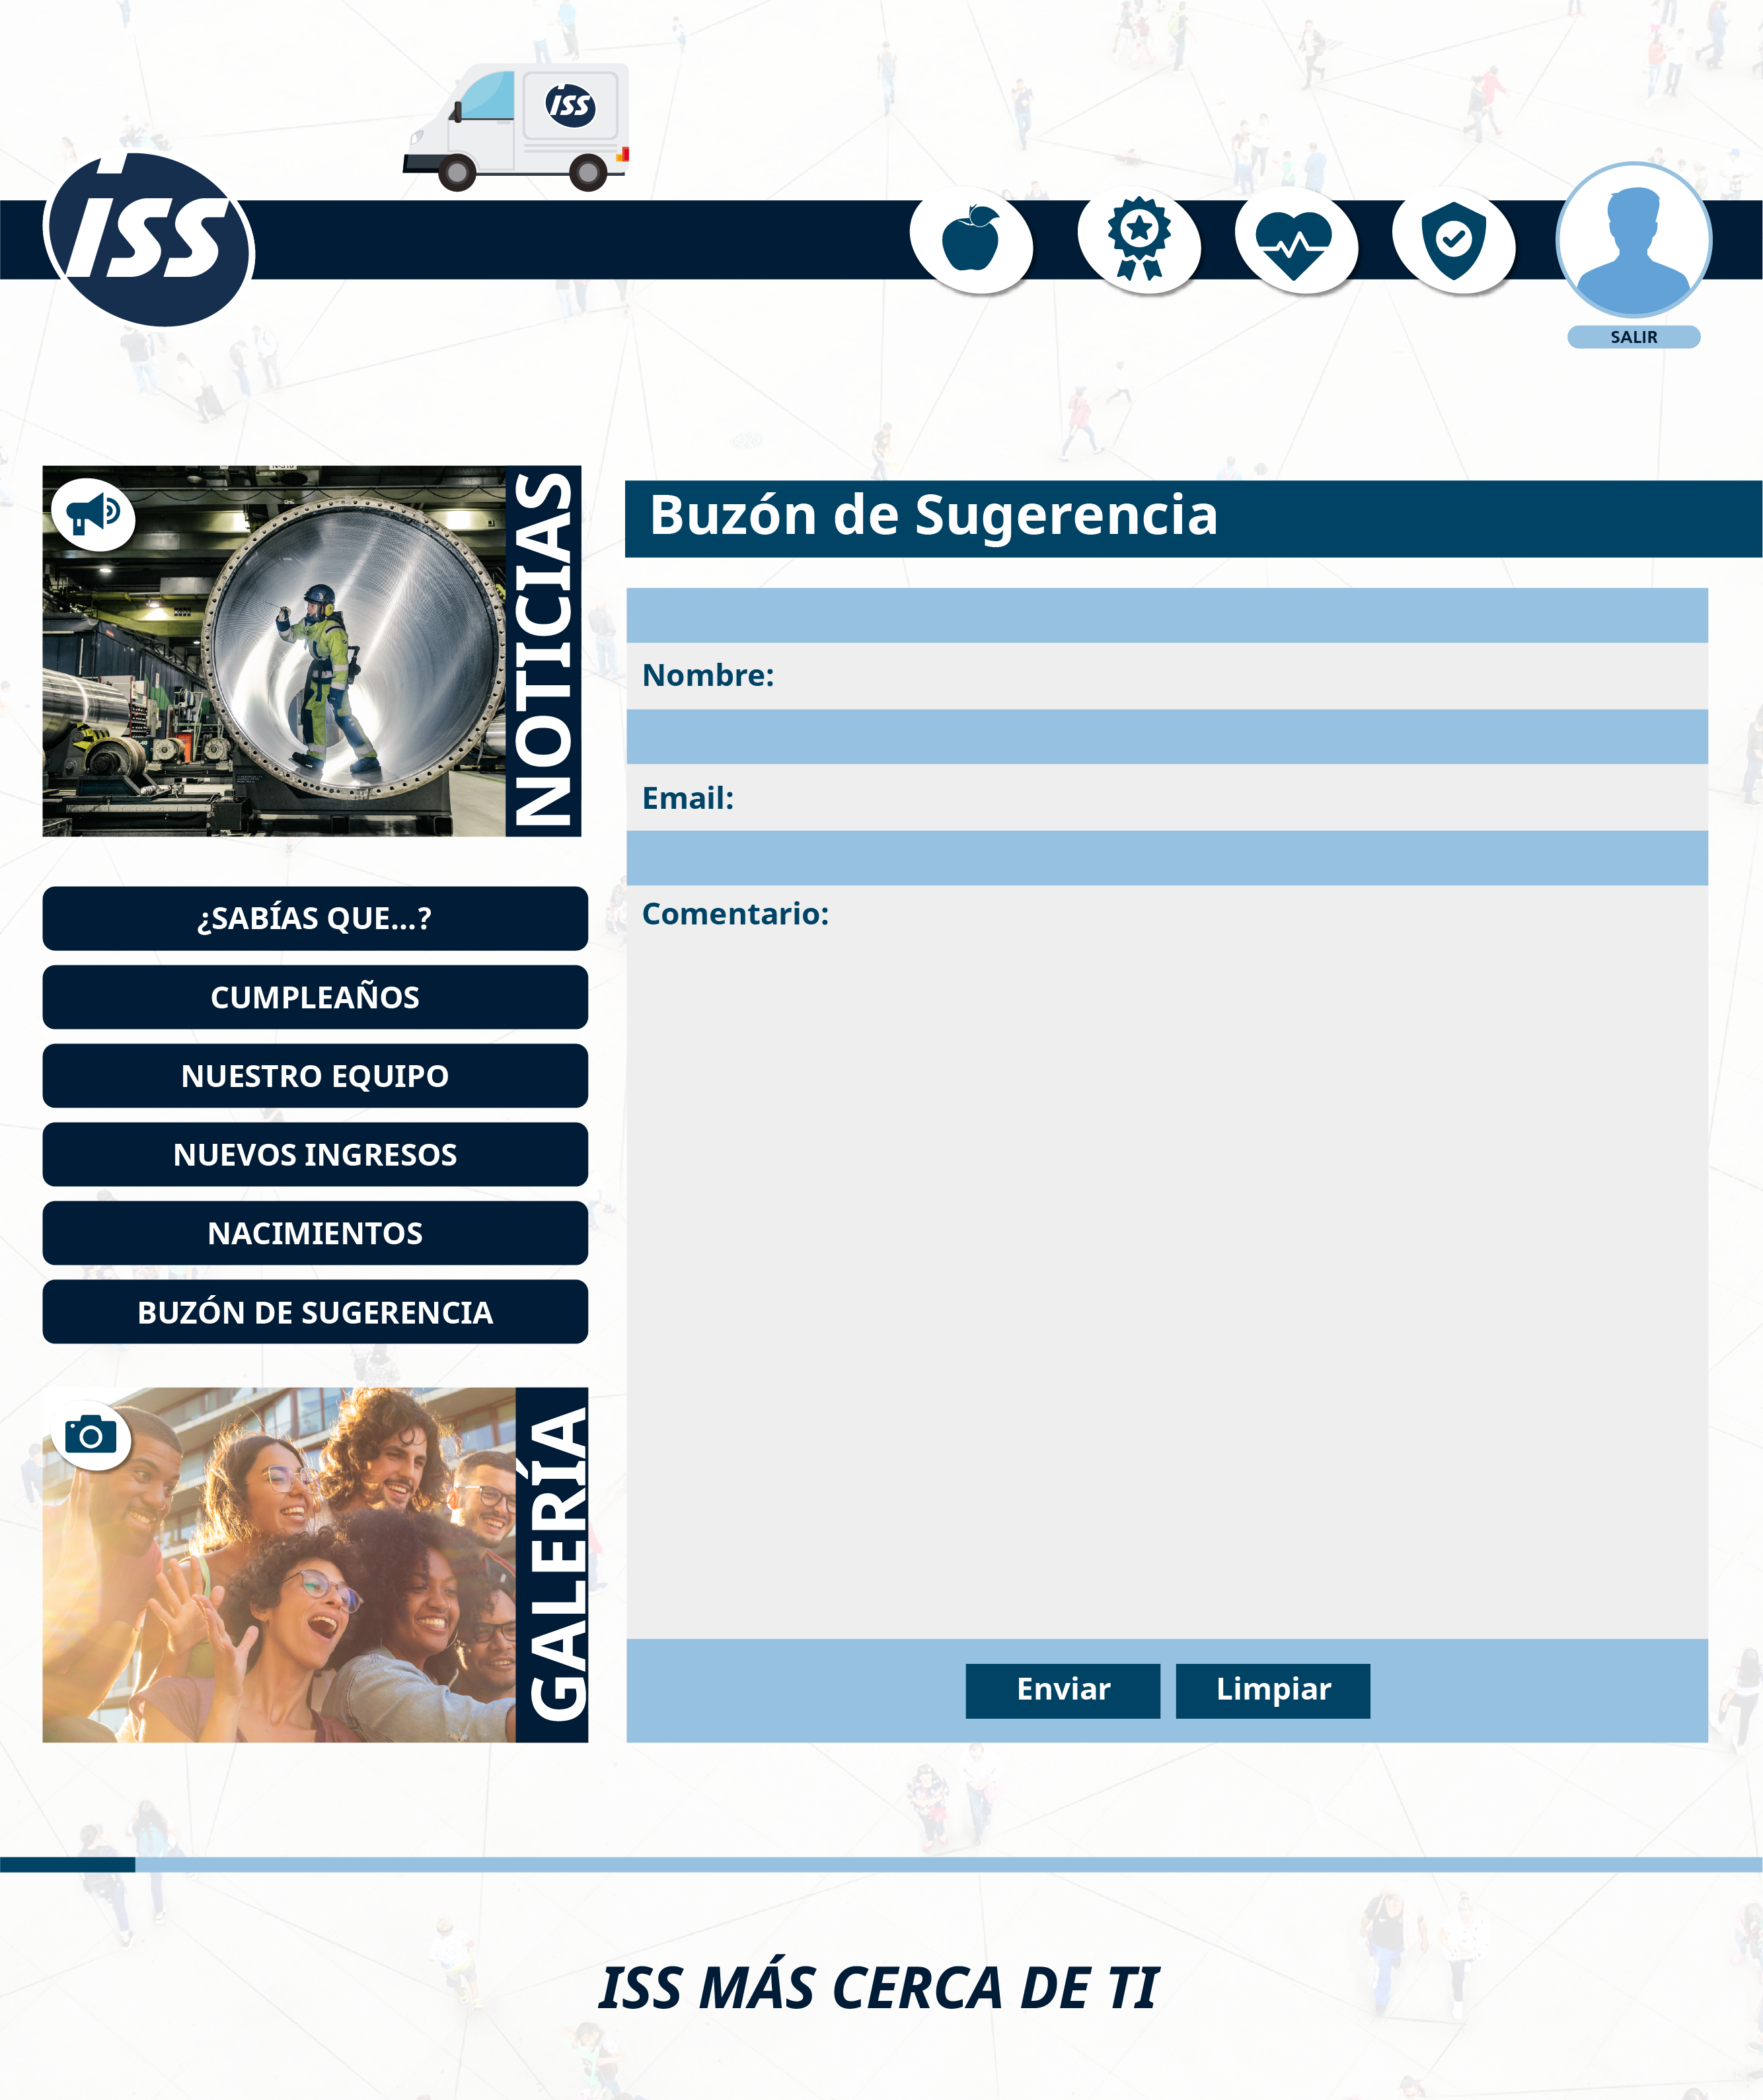 iss
iss
SALIR
NOTICIAS
Buzón de Sugerencia
Nombre:
Email:
Comentario:
¿SABÍAS QUE...?
CUMPLEAÑOS
NUESTRO EQUIPO
NUEVOS INGRESOS
NACIMIENTOS
BUZÓN DE SUGERENCIA
GALERÍA
Enviar
Limpiar
ISS MÁS CERCA DE TI